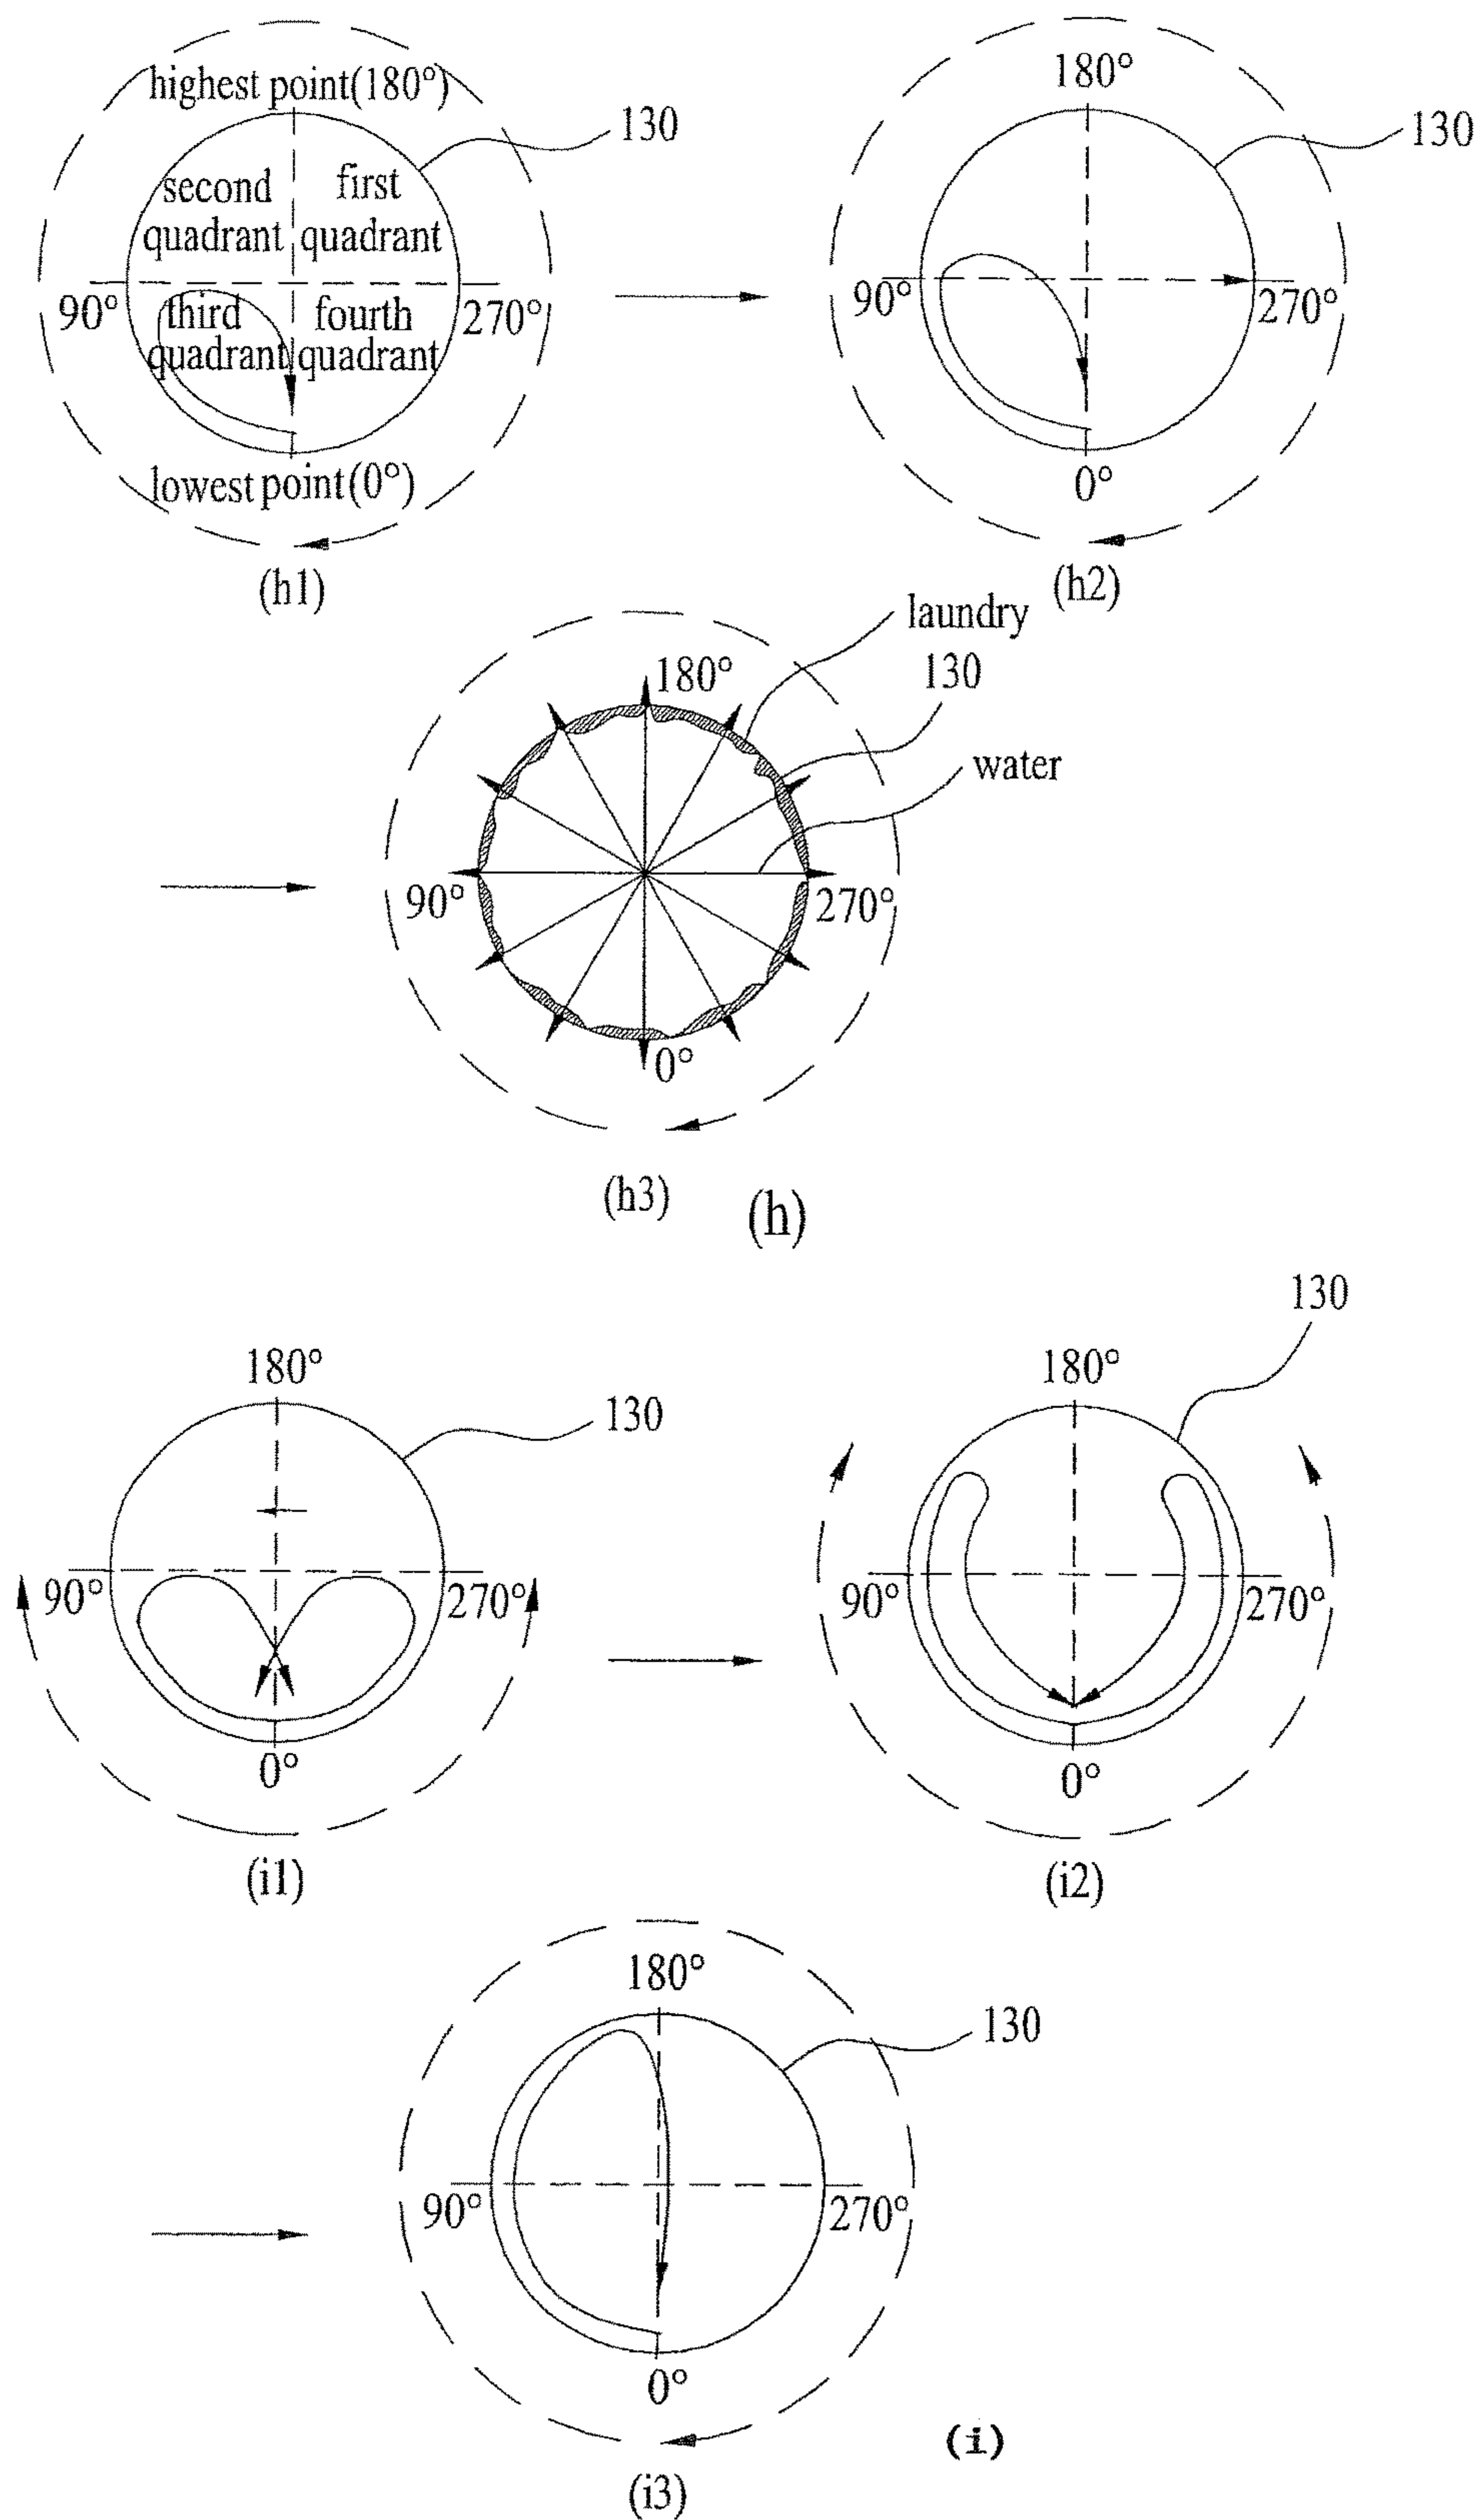 highest point(180°)
130
second
quadrant
first
quadrant
90°
third
quadrant
fourth
quadrant
270°
lowest point(0°)
(h1)
180°
130
90°
270°
0°
(h2)
laundry
180°
130
water
90°
270°
0°
(h3)
(h)
180°
130
90°
270°
0°
(i1)
130
180°
90°
270°
0°
(i2)
180°
130
90°
270°
0°
(i)
(i3)